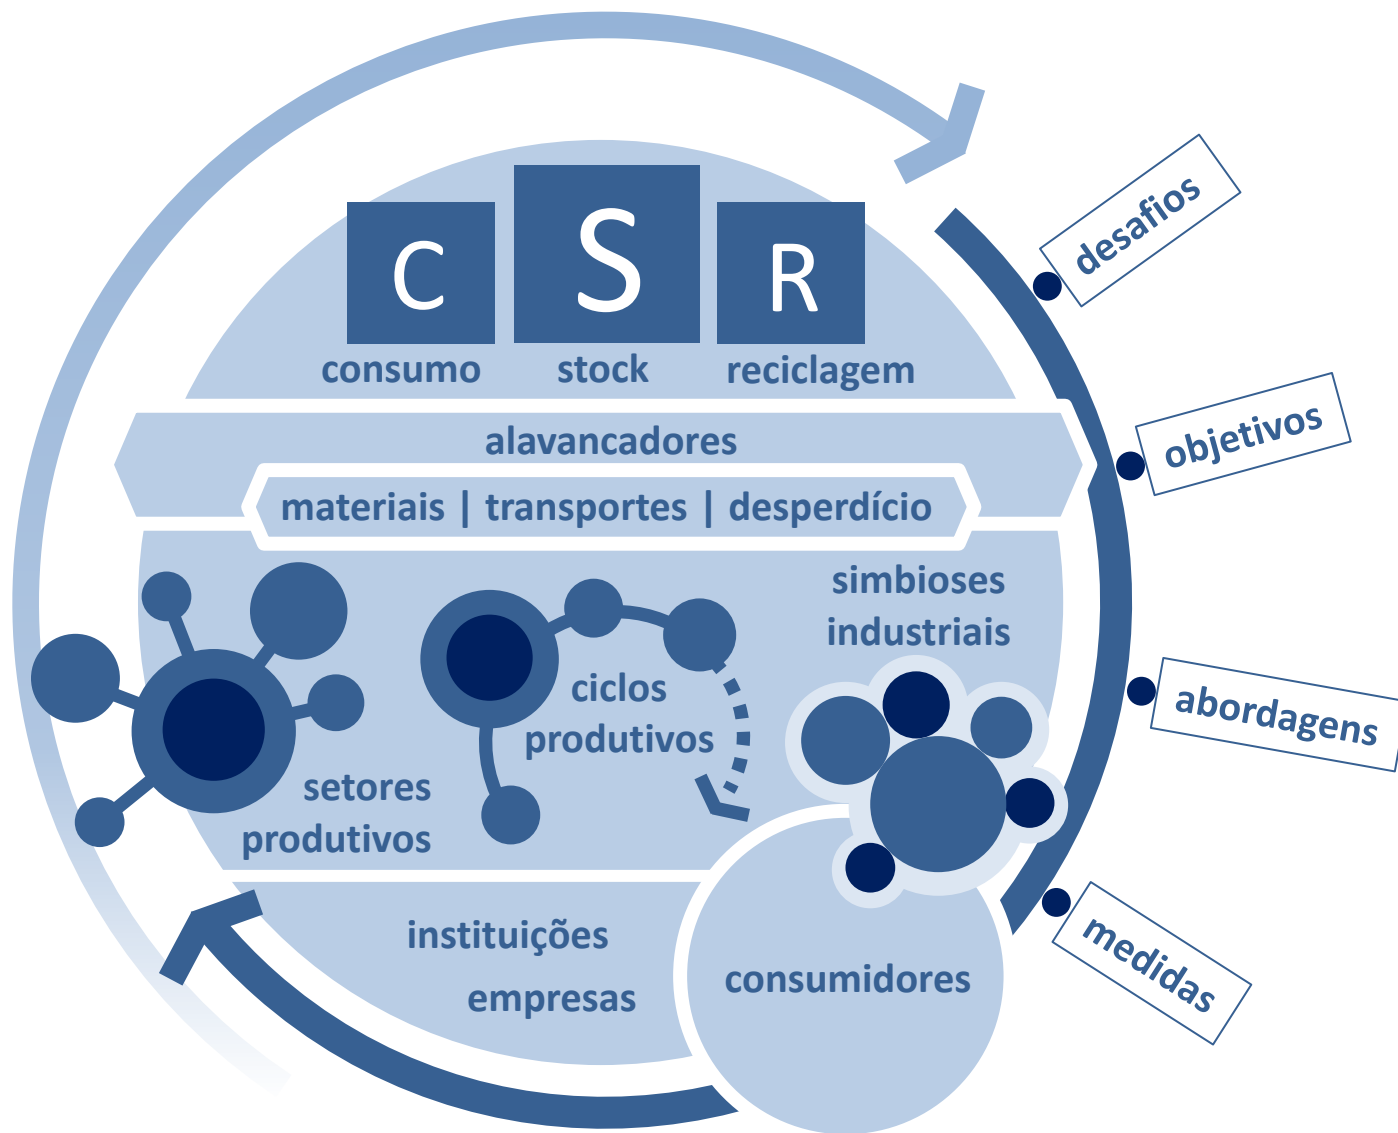 C S R
consumo stock reciclagem
alavancadores
materiais | transportes | desperdício
simbioses
industriais
ciclos
produtivos
setores
produtivos
instituições
empresas
consumidores
desafios
objetivos
abordagens
medidas